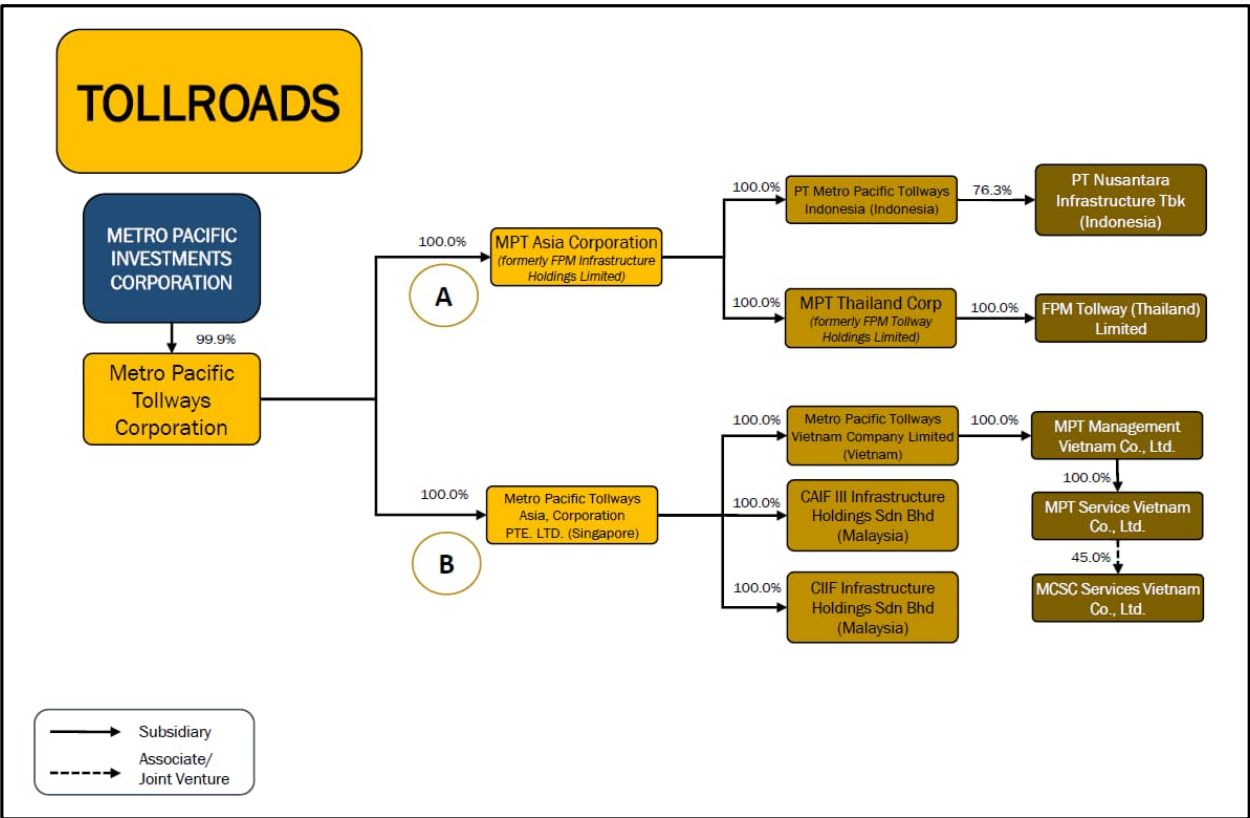 TOLLROADS
METRO PACIFIC
INVESTMENTS
CORPORATION
99.9%
Metro Pacific
Tollways
Corporation
100.0%
A
MPT Asia Corporation
(formerly FPM Infrastructure
Holdings Limited)
100.0%
PT Metro Pacific Tollways
Indonesia (Indonesia)
76.3%
PT Nusantara
Infrastructure Tbk
(Indonesia)
100.0%
MPT Thailand Corp
(formerly FPM Tollway
Holdings Limited)
100.0%
FPM Tollway (Thailand)
Limited
100.0%
B
Metro Pacific Tollways
Asia, Corporation
PTE. LTD. (Singapore)
100.0%
Metro Pacific Tollways
Vietnam Company Limited
(Vietnam)
100.0%
MPT Management
Vietnam Co., Ltd.
100.0%
MPT Service Vietnam
Co., Ltd.
45.0%
MCSC Services Vietnam
Co., Ltd.
100.0%
CAIF III Infrastructure
Holdings Sdn Bhd
(Malaysia)
100.0%
CIIF Infrastructure
Holdings Sdn Bhd
(Malaysia)
Subsidiary
Associate/
Joint Venture